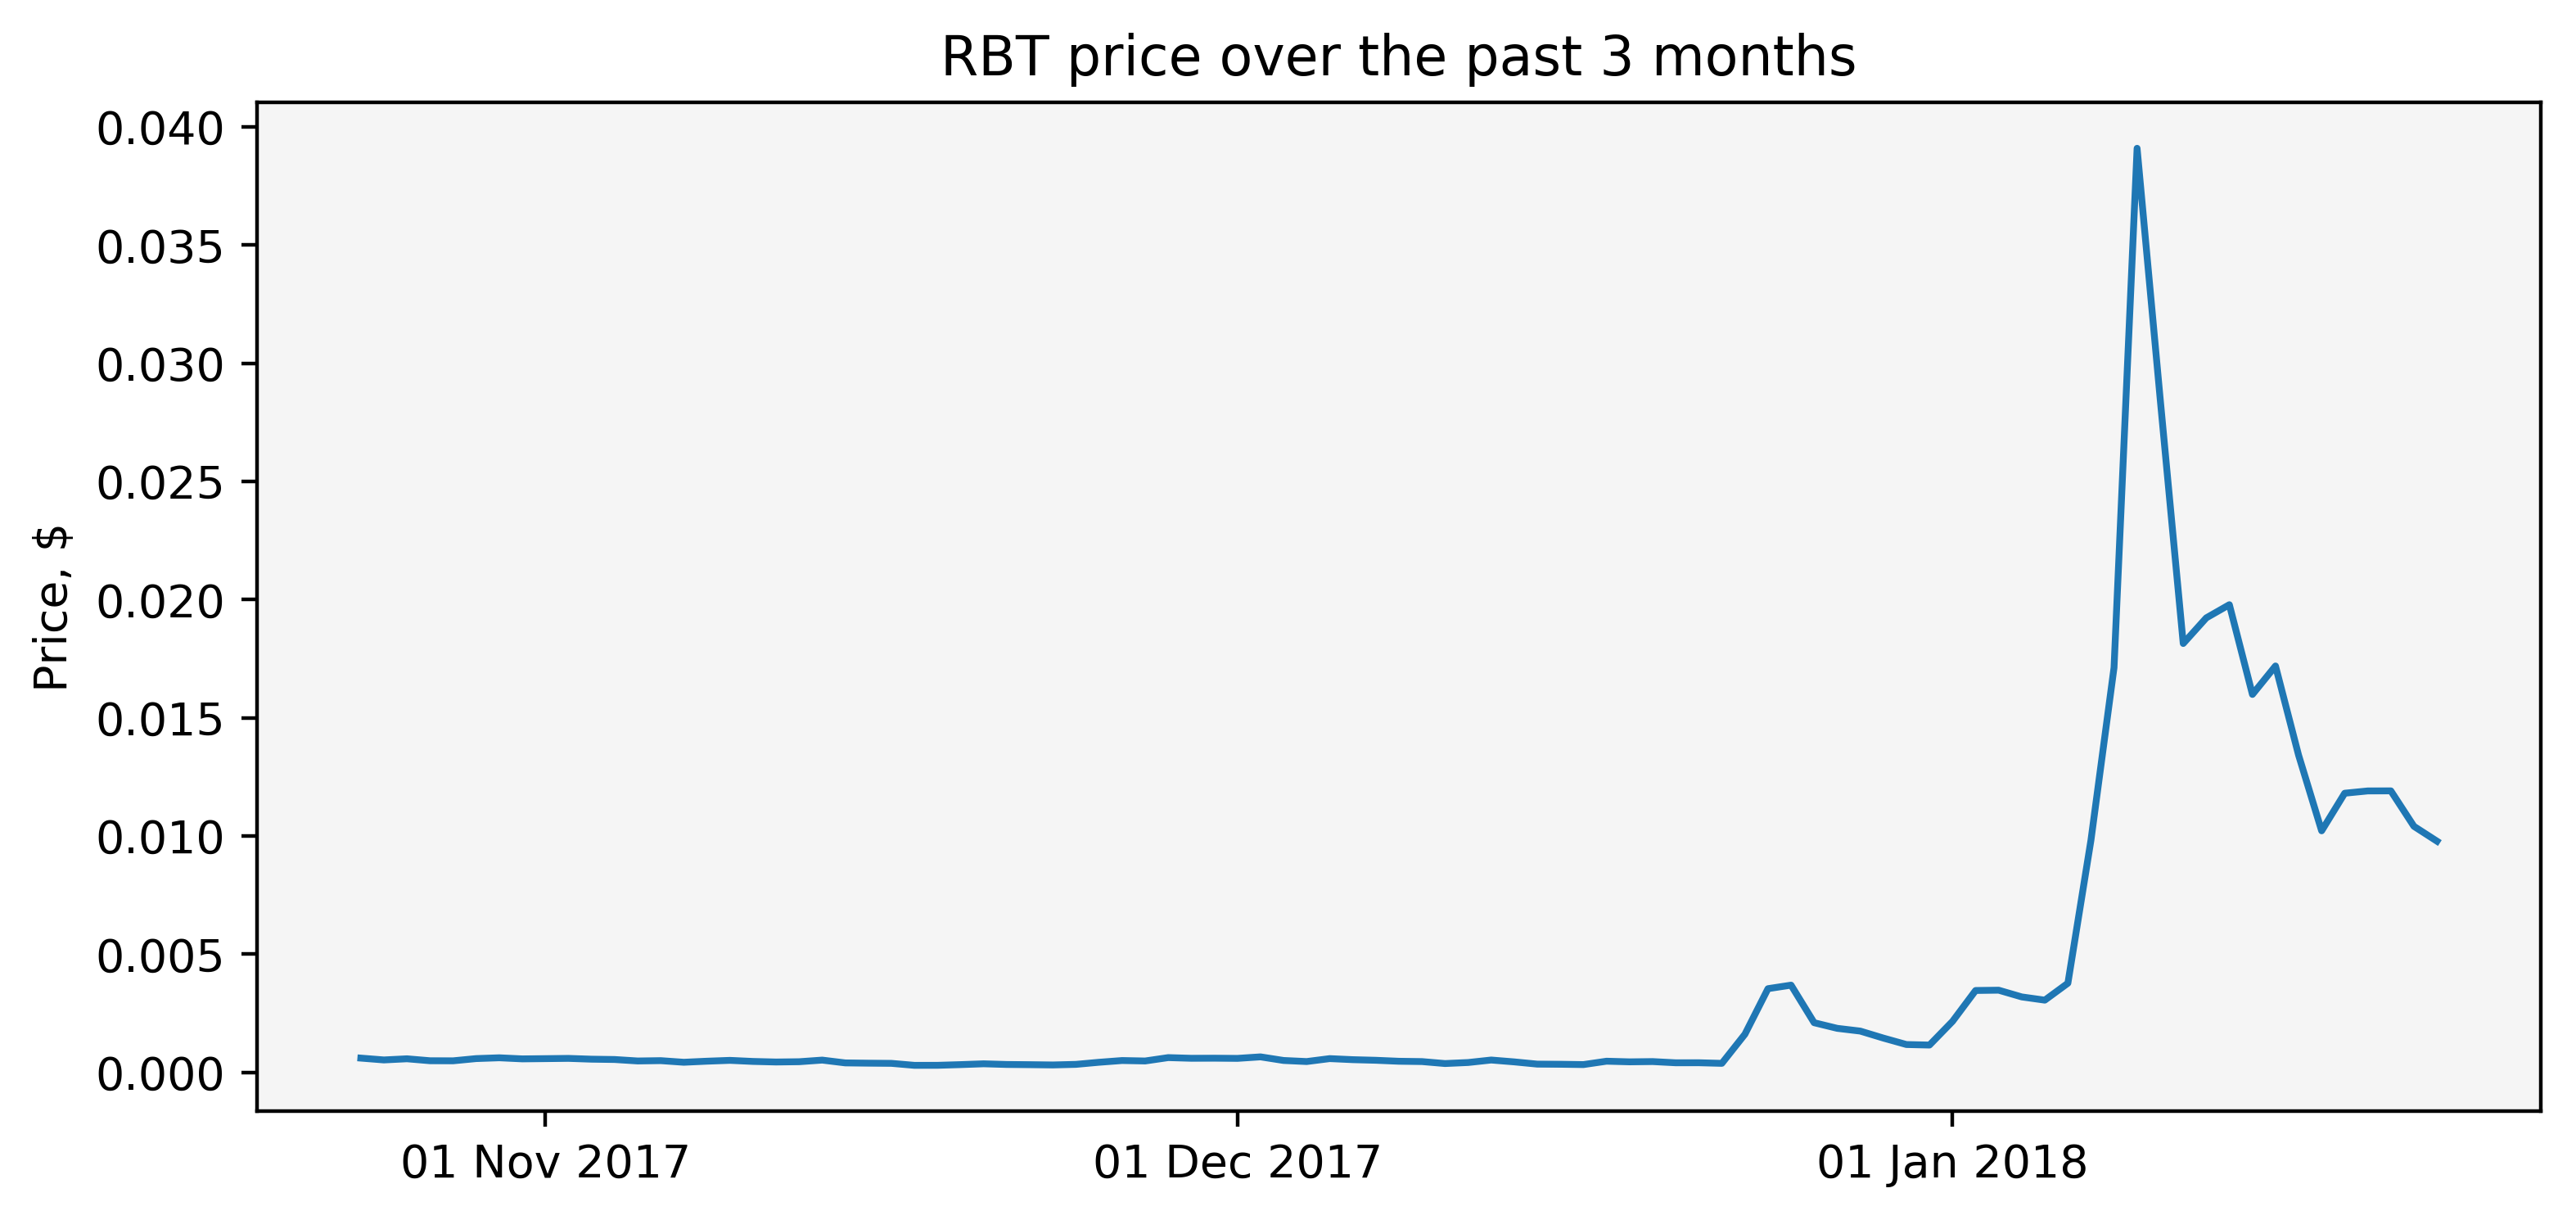 RBT price over the past 3 months
Price, $
0.040
0.035
0.030
0.025
0.020
0.015
0.010
0.005
0.000
01 Nov 2017
01 Dec 2017
01 Jan 2018